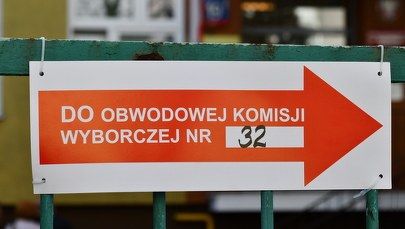 DO OBWODOWEJ KOMISJI
WYBORCZEJ NR 32